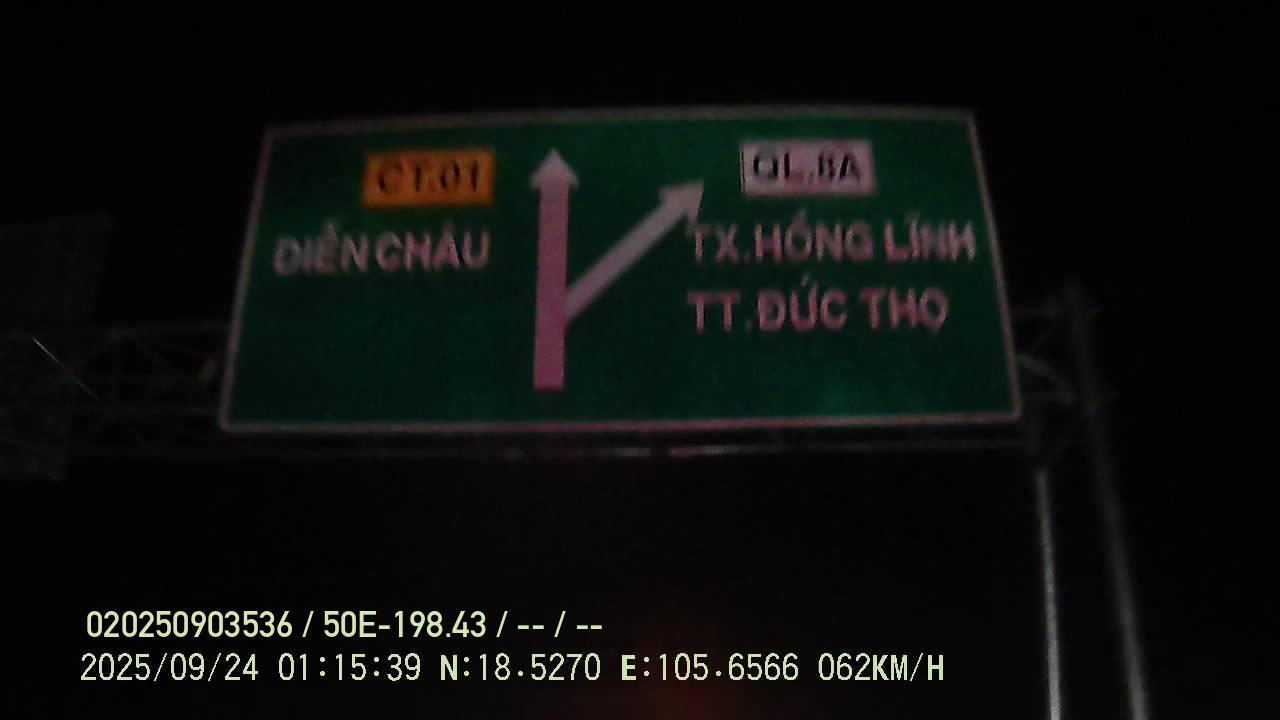 CT.01
DIỄN CHÂU
QL.8A
TX.HỒNG LĨNH
TT.ĐỨC THỌ
020250903536 / 50E-198.43 / -- / --
2025/09/24 01:15:39 N:18.5270 E:105.6566 062KM/H